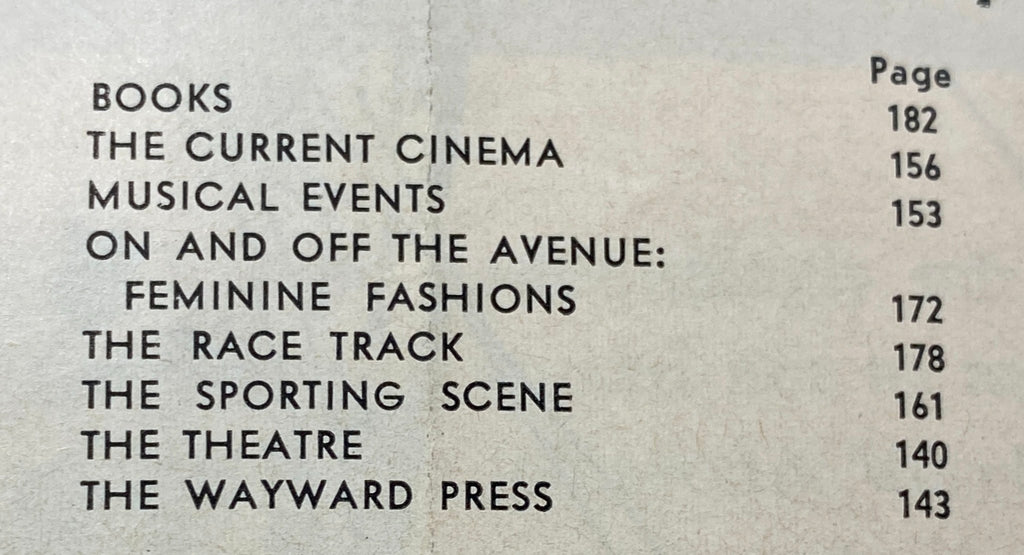 Page
BOOKS 182
THE CURRENT CINEMA 156
MUSICAL EVENTS 153
ON AND OFF THE AVENUE:
FEMININE FASHIONS 172
THE RACE TRACK 178
THE SPORTING SCENE 161
THE THEATRE 140
THE WAYWARD PRESS 143